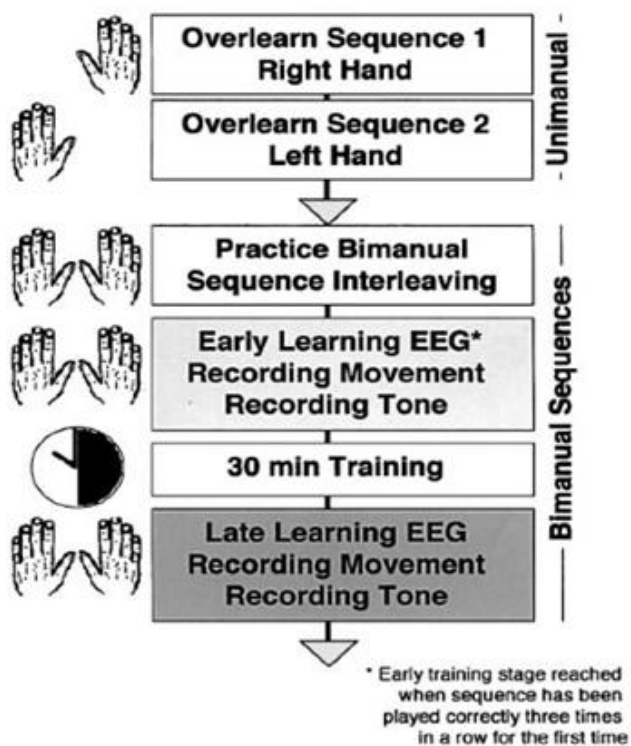 Overlearn Sequence 1
Right Hand
Overlearn Sequence 2
Left Hand
- Unimanual -
Practice Bimanual
Sequence Interleaving
Early Learning EEG*
Recording Movement
Recording Tone
30 min Training
Late Learning EEG
Recording Movement
Recording Tone
Bimanual Sequences
* Early training stage reached
when sequence has been
played correctly three times
in a row for the first time